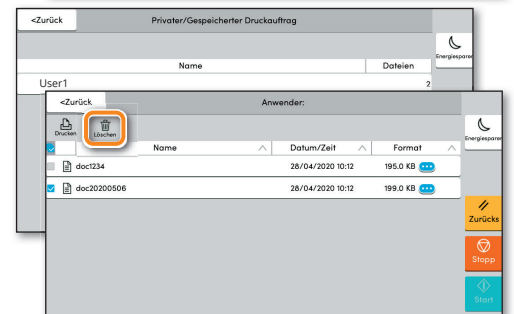 <Zurück
Privater/Gespeicherter Druckauftrag
Energiesparen
Name
Dateien
User1
2
<Zurück
Anwender:
Drucken
Löschen
Energiesparen
Name
Datum/Zeit
Format
doc1234
28/04/2020 10:12
195.0 KB
doc20200506
28/04/2020 10:12
199.0 KB
Zurücks
Stopp
Start